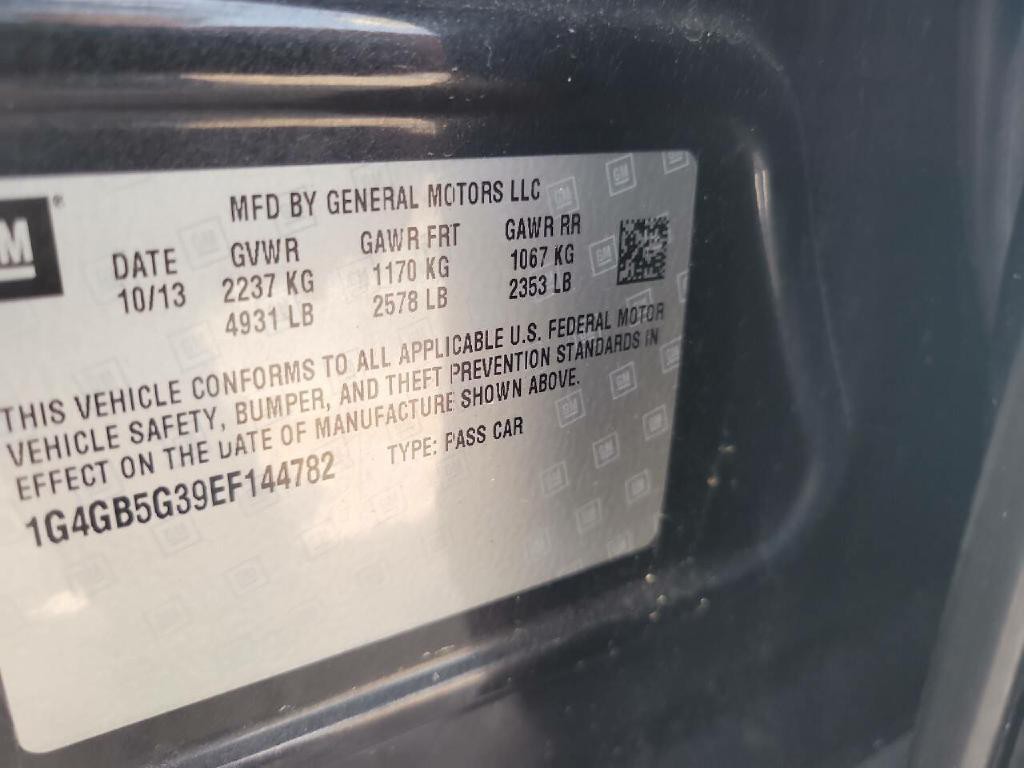 MFD BY GENERAL MOTORS LLC
GM ®
DATE GVWR GAWR FRT GAWR RR
10/13 2237 KG 1170 KG 1067 KG
4931 LB 2578 LB 2353 LB
THIS VEHICLE CONFORMS TO ALL APPLICABLE U.S. FEDERAL MOTOR
VEHICLE SAFETY, BUMPER, AND THEFT PREVENTION STANDARDS IN
EFFECT ON THE DATE OF MANUFACTURE SHOWN ABOVE.
1G4GB5G39EF144782 TYPE: PASS CAR